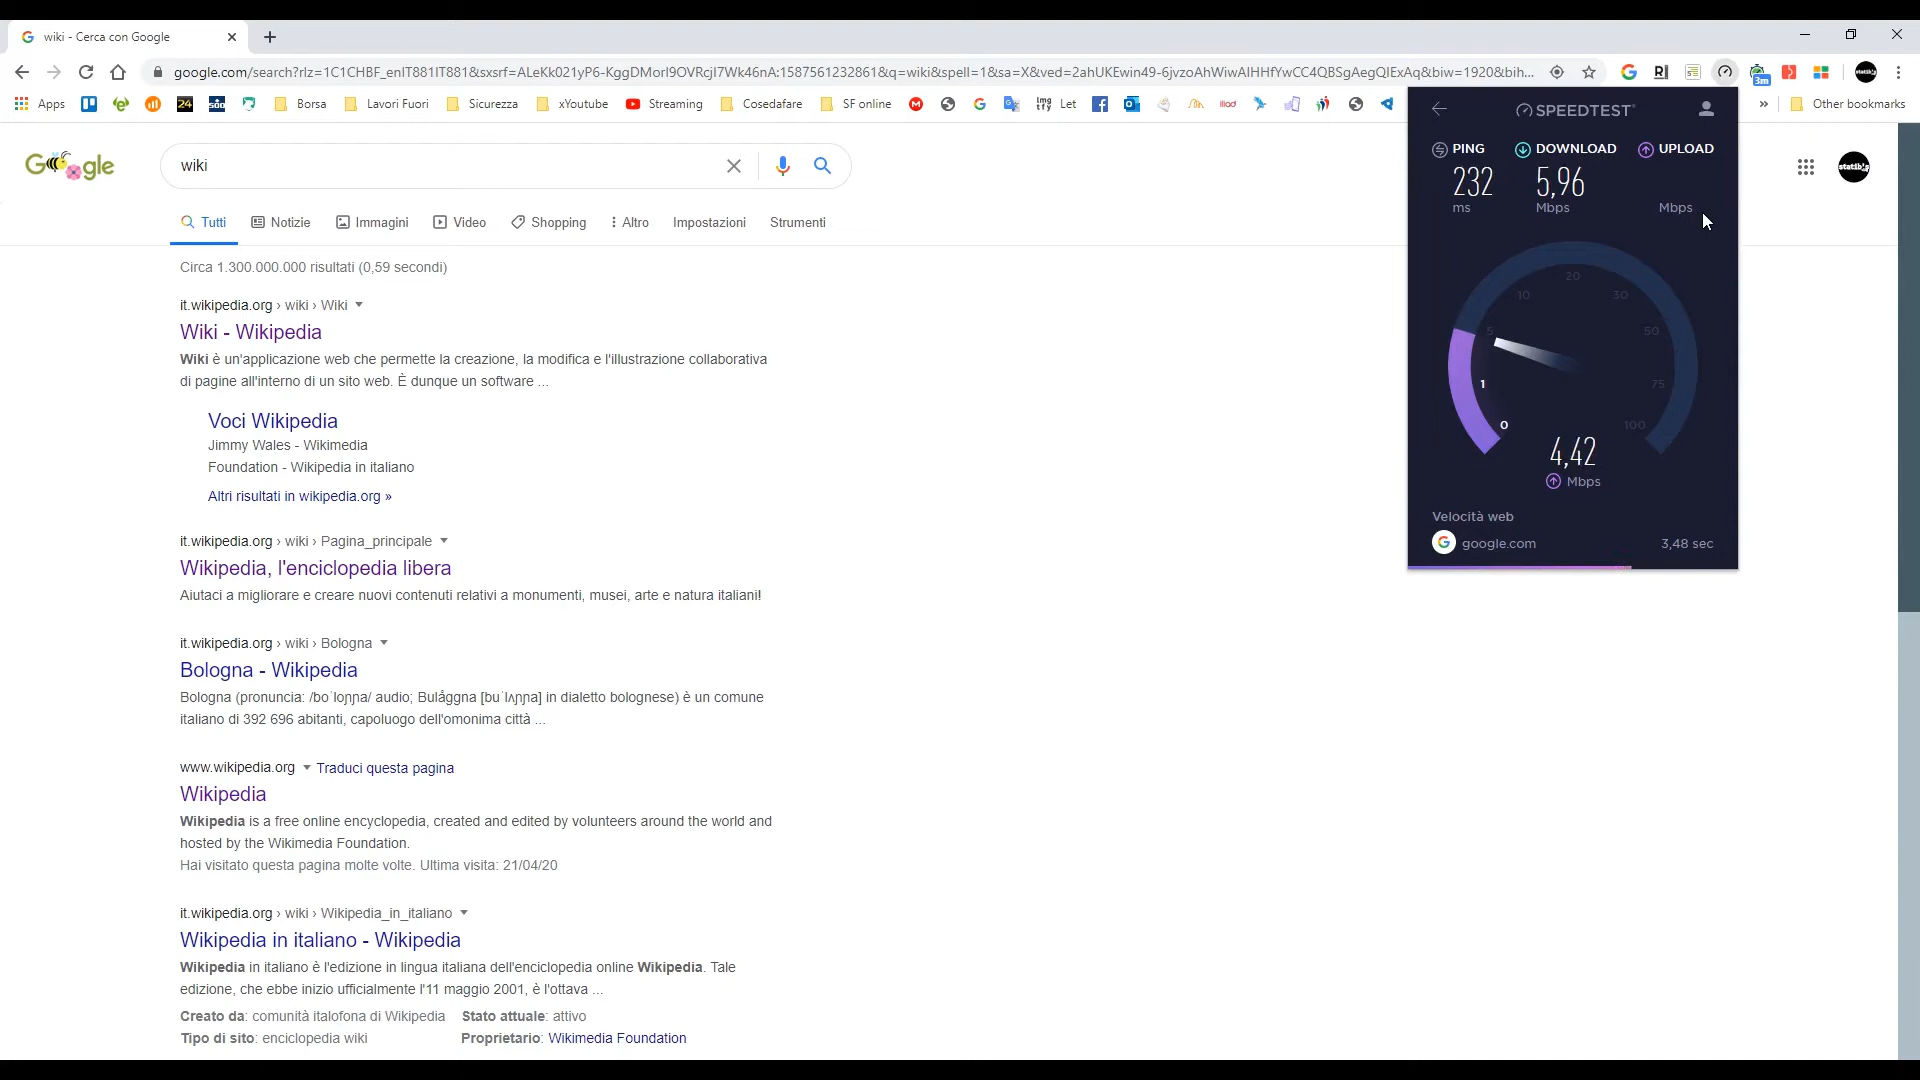 wiki - Cerca con Google
google.com/search?rlz=1C1CHBF_enIT881IT881&sxsrf=ALeKk021yP6-KggDMorI9OVRcjI7Wk46nA:1587561232861&q=wiki&spell=1&sa=X&ved=2ahUKEwin49-6jvzoAhWiwAIHHfYwCC4QBSgAegQIExAq&biw=1920&bih...
3m
Apps
24
Borsa
Lavori Fuori
Sicurezza
xYoutube
Streaming
Cosedafare
SF online
Let
iliad
»
Other bookmarks
wiki
Tutti
Notizie
Immagini
Video
Shopping
Altro
Impostazioni
Strumenti
Circa 1.300.000.000 risultati (0,59 secondi)
it.wikipedia.org › wiki › Wiki
Wiki - Wikipedia
Wiki è un'applicazione web che permette la creazione, la modifica e l'illustrazione collaborativa
di pagine all'interno di un sito web. È dunque un software ...
Voci Wikipedia
Jimmy Wales - Wikimedia
Foundation - Wikipedia in italiano
Altri risultati in wikipedia.org »
it.wikipedia.org › wiki › Pagina_principale
Wikipedia, l'enciclopedia libera
Aiutaci a migliorare e creare nuovi contenuti relativi a monumenti, musei, arte e natura italiani!
it.wikipedia.org › wiki › Bologna
Bologna - Wikipedia
Bologna (pronuncia: /boˈloɲɲa/ audio; Bulåggna [buˈlʌɲɲa] in dialetto bolognese) è un comune
italiano di 392 696 abitanti, capoluogo dell'omonima città ...
www.wikipedia.org
Traduci questa pagina
Wikipedia
Wikipedia is a free online encyclopedia, created and edited by volunteers around the world and
hosted by the Wikimedia Foundation.
Hai visitato questa pagina molte volte. Ultima visita: 21/04/20
it.wikipedia.org › wiki › Wikipedia_in_italiano
Wikipedia in italiano - Wikipedia
Wikipedia in italiano è l'edizione in lingua italiana dell'enciclopedia online Wikipedia. Tale
edizione, che ebbe inizio ufficialmente l'11 maggio 2001, è l'ottava ...
Creato da: comunità italofona di Wikipedia
Stato attuale: attivo
Tipo di sito: enciclopedia wiki
Proprietario: Wikimedia Foundation
SPEEDTEST
PING
DOWNLOAD
UPLOAD
232
5,96
ms
Mbps
Mbps
20
10
30
5
50
1
75
0
100
4,42
Mbps
Velocità web
google.com
3,48 sec